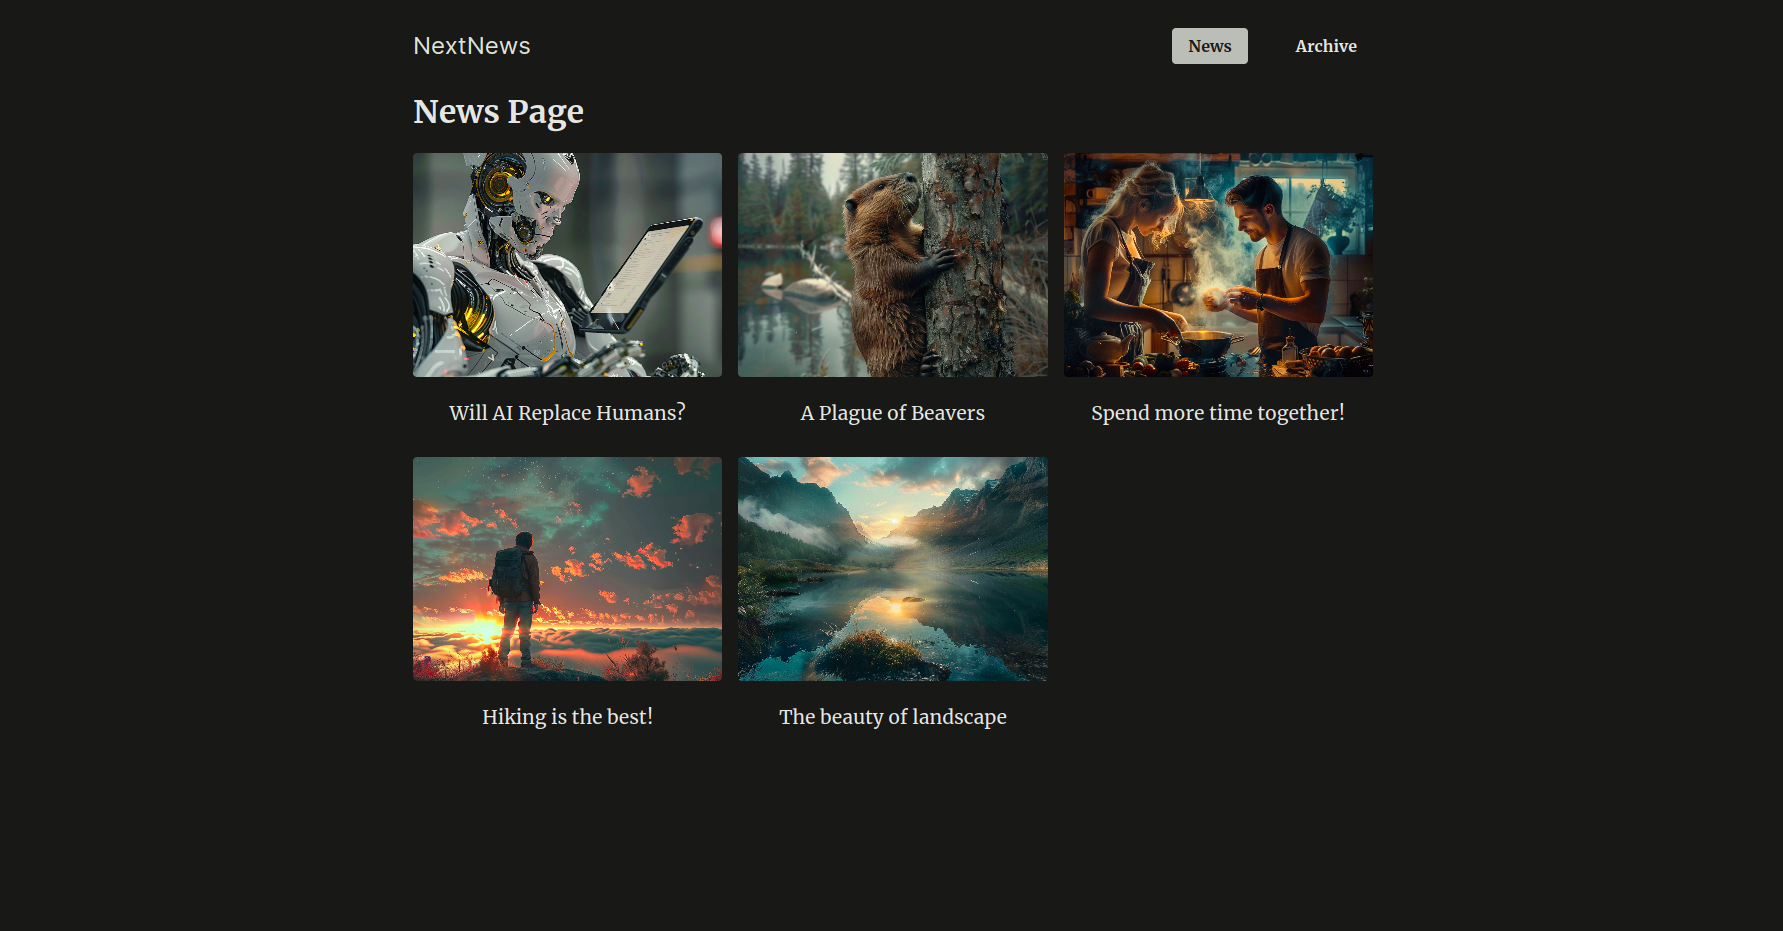 NextNews
News
Archive
News Page
Will AI Replace Humans?
A Plague of Beavers
Spend more time together!
Hiking is the best!
The beauty of landscape